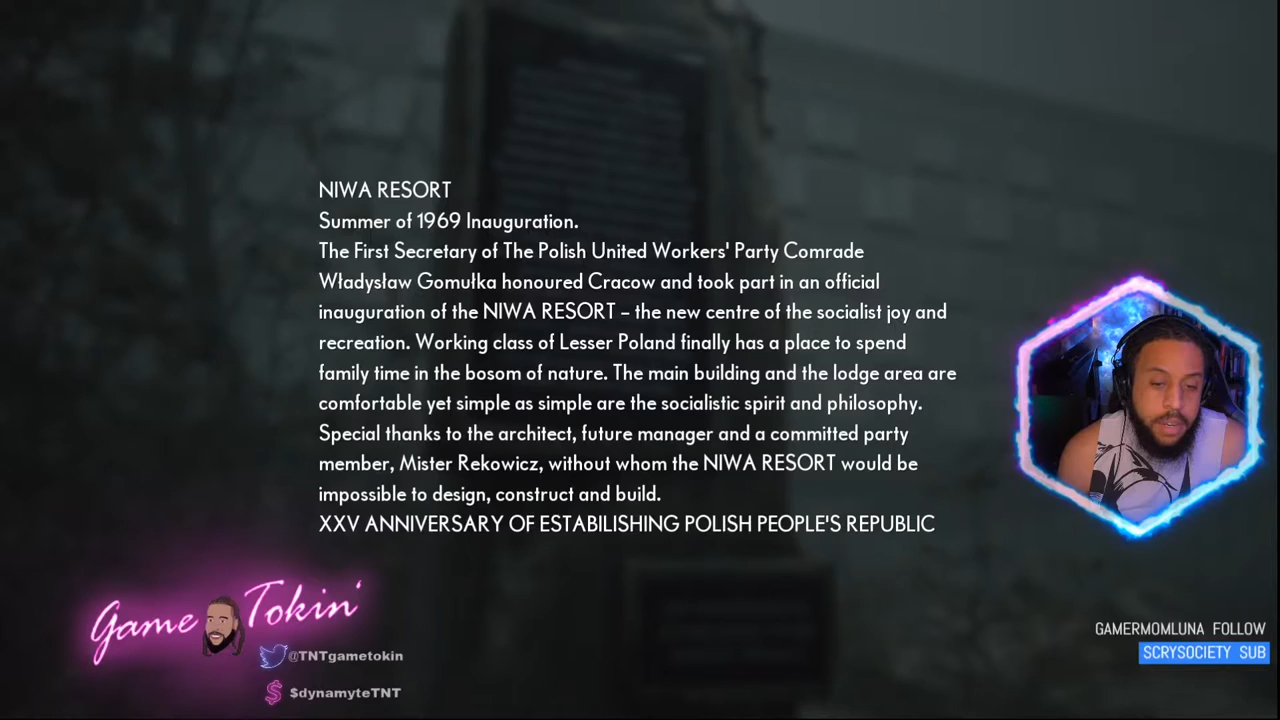 NIWA RESORT
Summer of 1969 Inauguration.
The First Secretary of The Polish United Workers' Party Comrade
Władysław Gomułka honoured Cracow and took part in an official
inauguration of the NIWA RESORT – the new centre of the socialist joy and
recreation. Working class of Lesser Poland finally has a place to spend
family time in the bosom of nature. The main building and the lodge area are
comfortable yet simple as simple are the socialistic spirit and philosophy.
Special thanks to the architect, future manager and a committed party
member, Mister Rekowicz, without whom the NIWA RESORT would be
impossible to design, construct and build.
XXV ANNIVERSARY OF ESTABILISHING POLISH PEOPLE'S REPUBLIC
Game Tokin'
@TNTgametokin
$dynamyteTNT
GAMERMOMLUNA FOLLOW
SCRYSOCIETY SUB